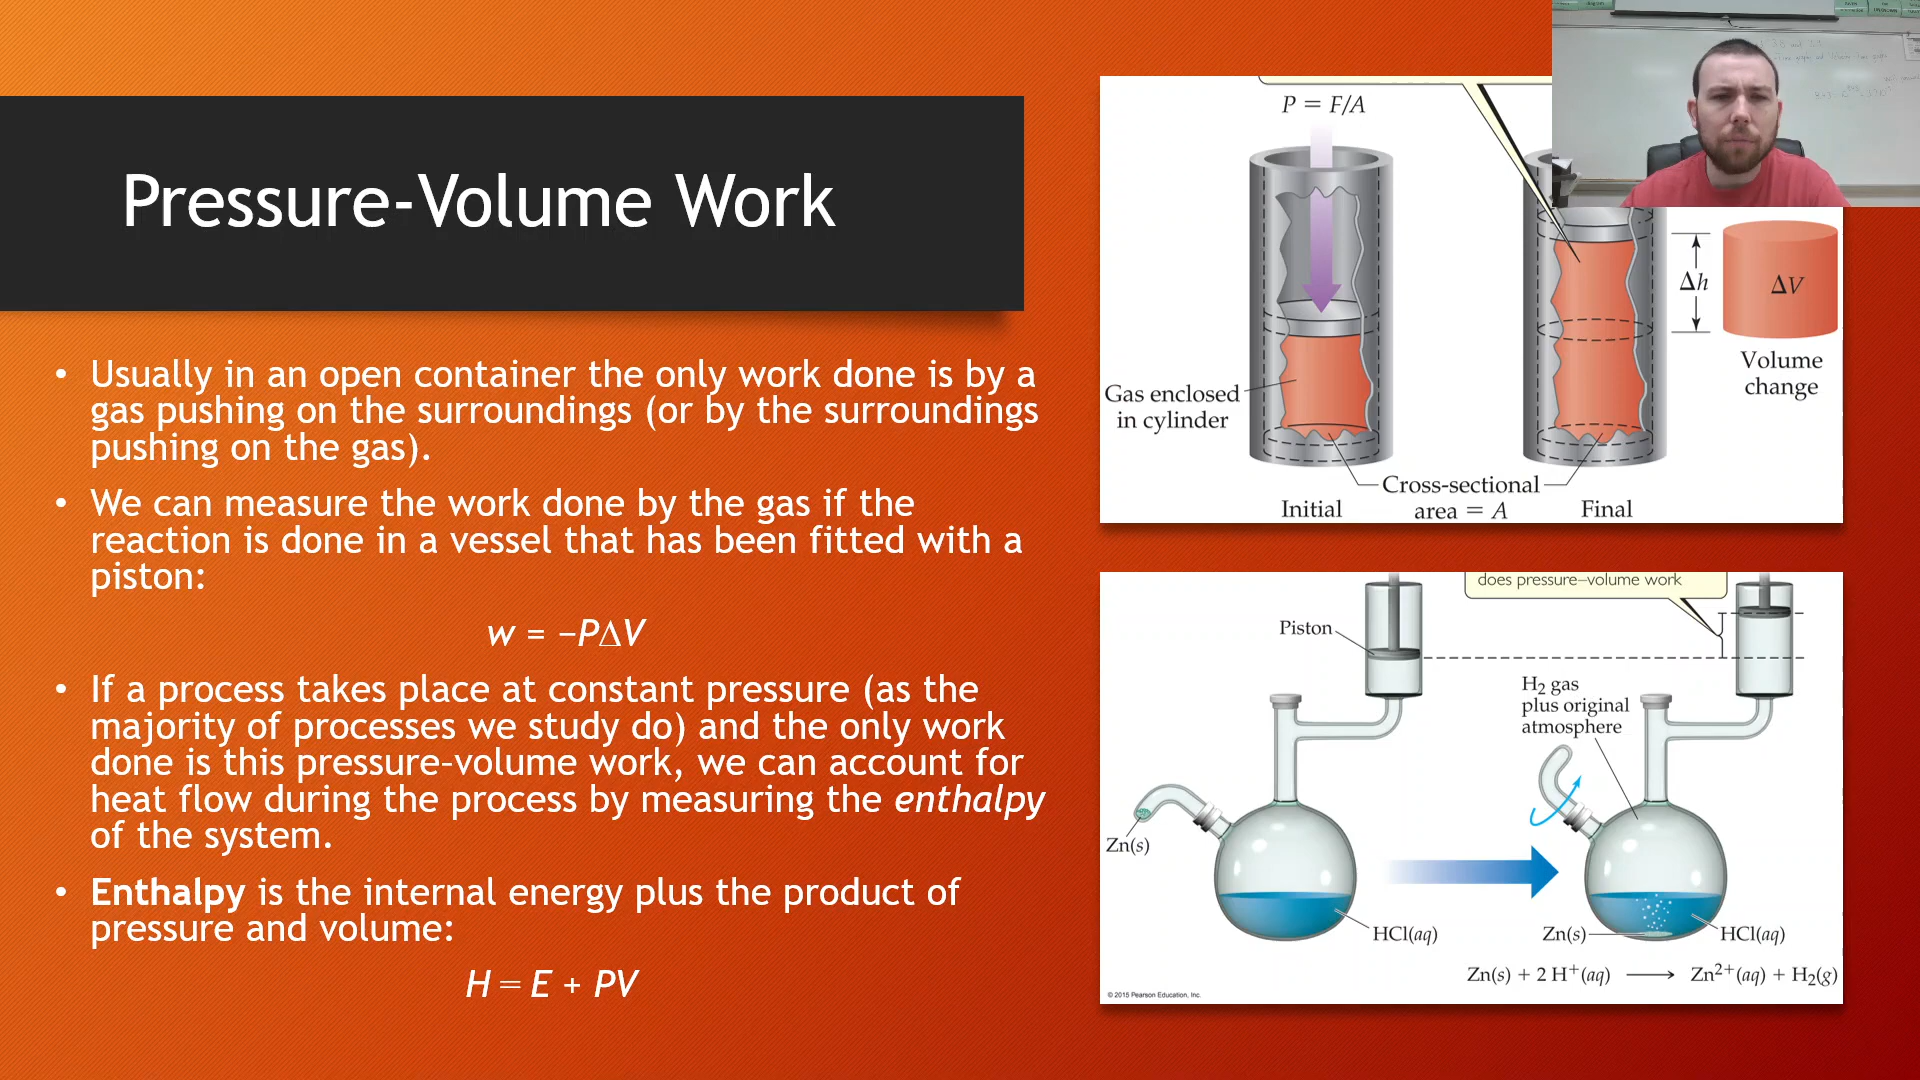 Pressure-Volume Work
• Usually in an open container the only work done is by a
gas pushing on the surroundings (or by the surroundings
pushing on the gas).
• We can measure the work done by the gas if the
reaction is done in a vessel that has been fitted with a
piston:
w = −PΔV
• If a process takes place at constant pressure (as the
majority of processes we study do) and the only work
done is this pressure-volume work, we can account for
heat flow during the process by measuring the enthalpy
of the system.
• Enthalpy is the internal energy plus the product of
pressure and volume:
H = E + PV
P = F/A
Δh
ΔV
Volume
change
Gas enclosed
in cylinder
Cross-sectional
area = A
Initial
Final
does pressure–volume work
Piston
H₂ gas
plus original
atmosphere
Zn(s)
HCl(aq)
Zn(s)
HCl(aq)
Zn(s) + 2 H⁺(aq) ⟶ Zn²⁺(aq) + H₂(g)
© 2015 Pearson Education, Inc.